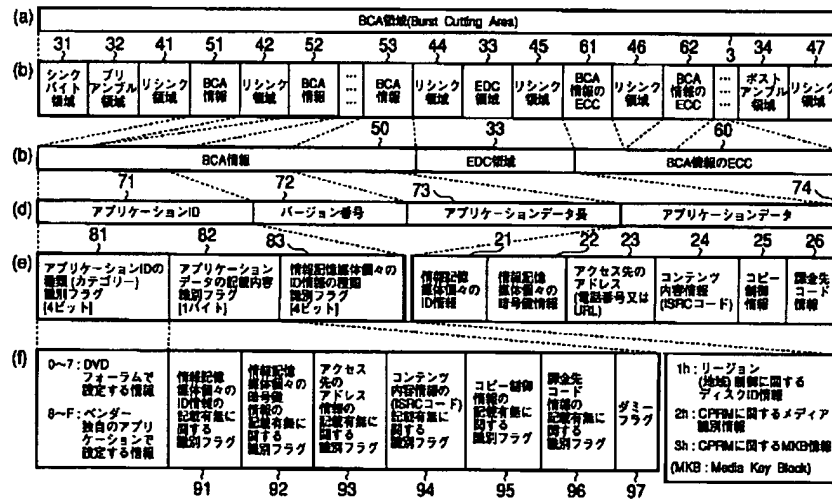 (a)
BCA領域(Burst Cutting Area)
31 32 41 51 42 52 53 44 33 45 61 46 62 3 34 47
(b)
シンク
バイト
領域
プリ
アンブル
領域
リシンク
領域
BCA
情報
リシンク
領域
BCA
情報
...
...
...
BCA
情報
リシンク
領域
EDC
領域
リシンク
領域
BCA
情報の
ECC
リシンク
領域
BCA
情報の
ECC
...
...
...
ポスト
アンブル
領域
リシンク
領域
50 33 60
(b)
BCA情報
EDC領域
BCA情報のECC
71 72 73 74
(d)
アプリケーションID
バージョン番号
アプリケーションデータ長
アプリケーションデータ
81 82 83 21 22 23 24 25 26
(e)
アプリケーションIDの
種類(カテゴリー)
識別フラグ
[4ビット]
アプリケーション
データの記載内容
識別フラグ
[1バイト]
情報記憶媒体個々の
ID情報の種類
識別フラグ
[4ビット]
情報記憶
媒体個々の
ID情報
情報記憶
媒体個々の
暗号鍵情報
アクセス先の
アドレス
(電話番号又は
URL)
コンテンツ
内容情報
(ISRCコード)
コピー
制御
情報
課金先
コード
情報
(f)
0~7:DVD
フォーラムで
設定する情報
8~F:ベンダー
独自のアプリ
ケーションで
設定する情報
情報記憶
媒体個々の
ID情報の
記載有無に
関する
識別フラグ
情報記憶
媒体個々の
暗号鍵
情報の
記載有無に
関する
識別フラグ
アクセス
先の
アドレス
情報の
記載有無に
関する
識別フラグ
コンテンツ
内容情報の
(ISRCコード)
記載有無に
関する
識別フラグ
コピー制御
情報の
記載有無に
関する
識別フラグ
課金先
コード
情報の
記載有無に
関する
識別フラグ
ダミー
フラグ
1h:リージョン
(地域)制御に関する
ディスクID情報
2h:CPRMに関するメディア
識別情報
3h:CPRMに関するMKB情報
(MKB:Media Key Block)
91 92 93 94 95 96 97